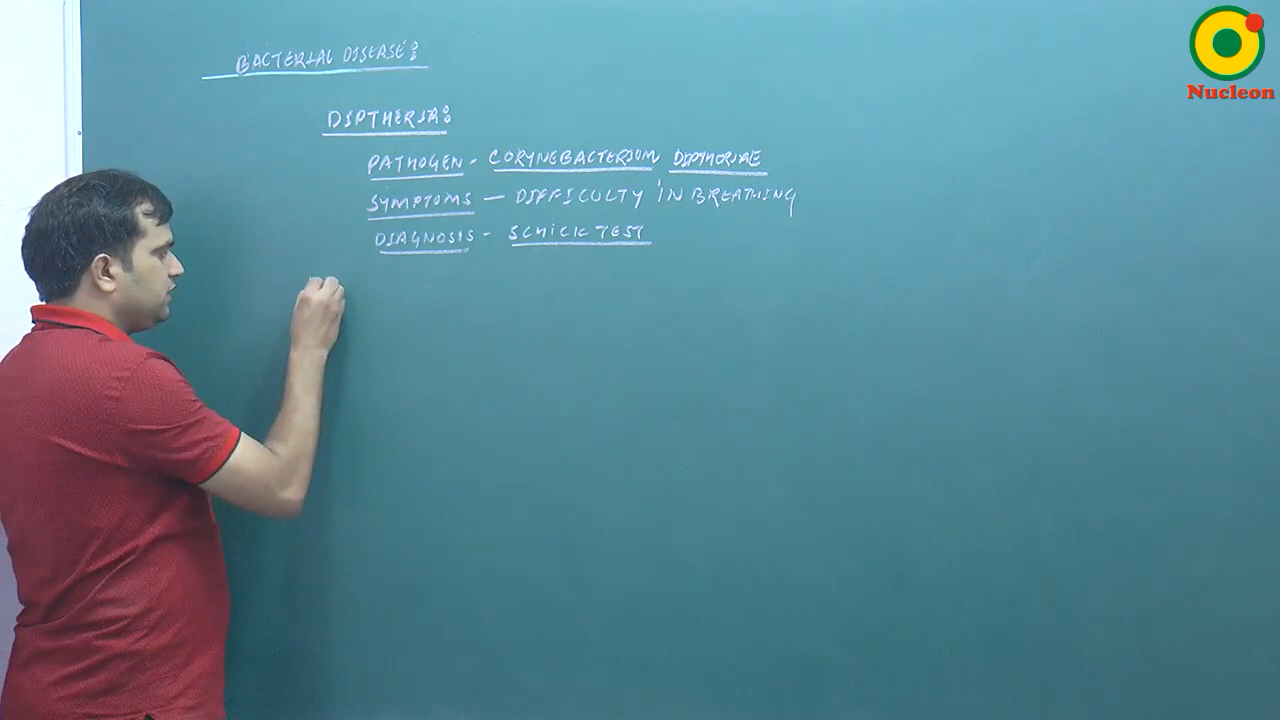 BACTERIAL DISEASE:
DIPTHERIA:
PATHOGEN - CORYNEBACTERIUM DIPTHERIAE
SYMPTOMS — DIFFICULTY IN BREATHING
DIAGNOSIS - SCHICK TEST
Nucleon